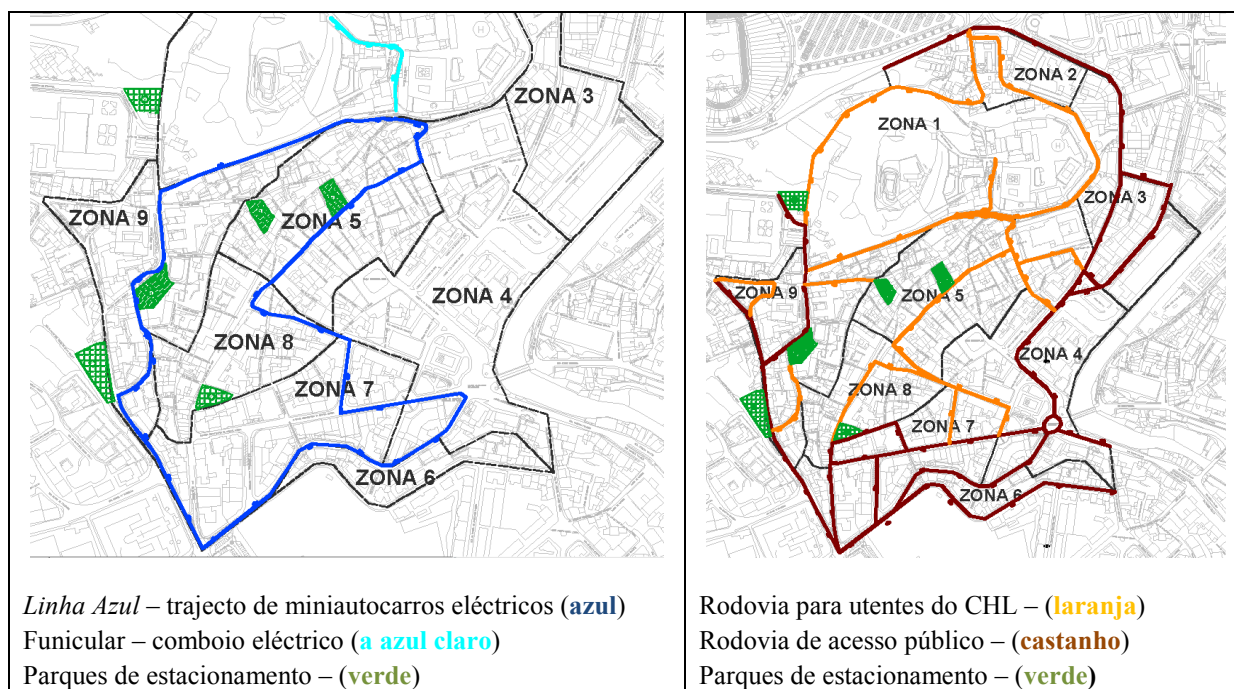 ZONA 3
ZONA 9
ZONA 5
ZONA 4
ZONA 8
ZONA 7
ZONA 6
Linha Azul – trajecto de miniautocarros eléctricos (azul)
Funicular – comboio eléctrico (a azul claro)
Parques de estacionamento – (verde)
ZONA 2
ZONA 1
ZONA 3
ZONA 9
ZONA 5
ZONA 4
ZONA 8
ZONA 7
ZONA 6
Rodovia para utentes do CHL – (laranja)
Rodovia de acesso público – (castanho)
Parques de estacionamento – (verde)